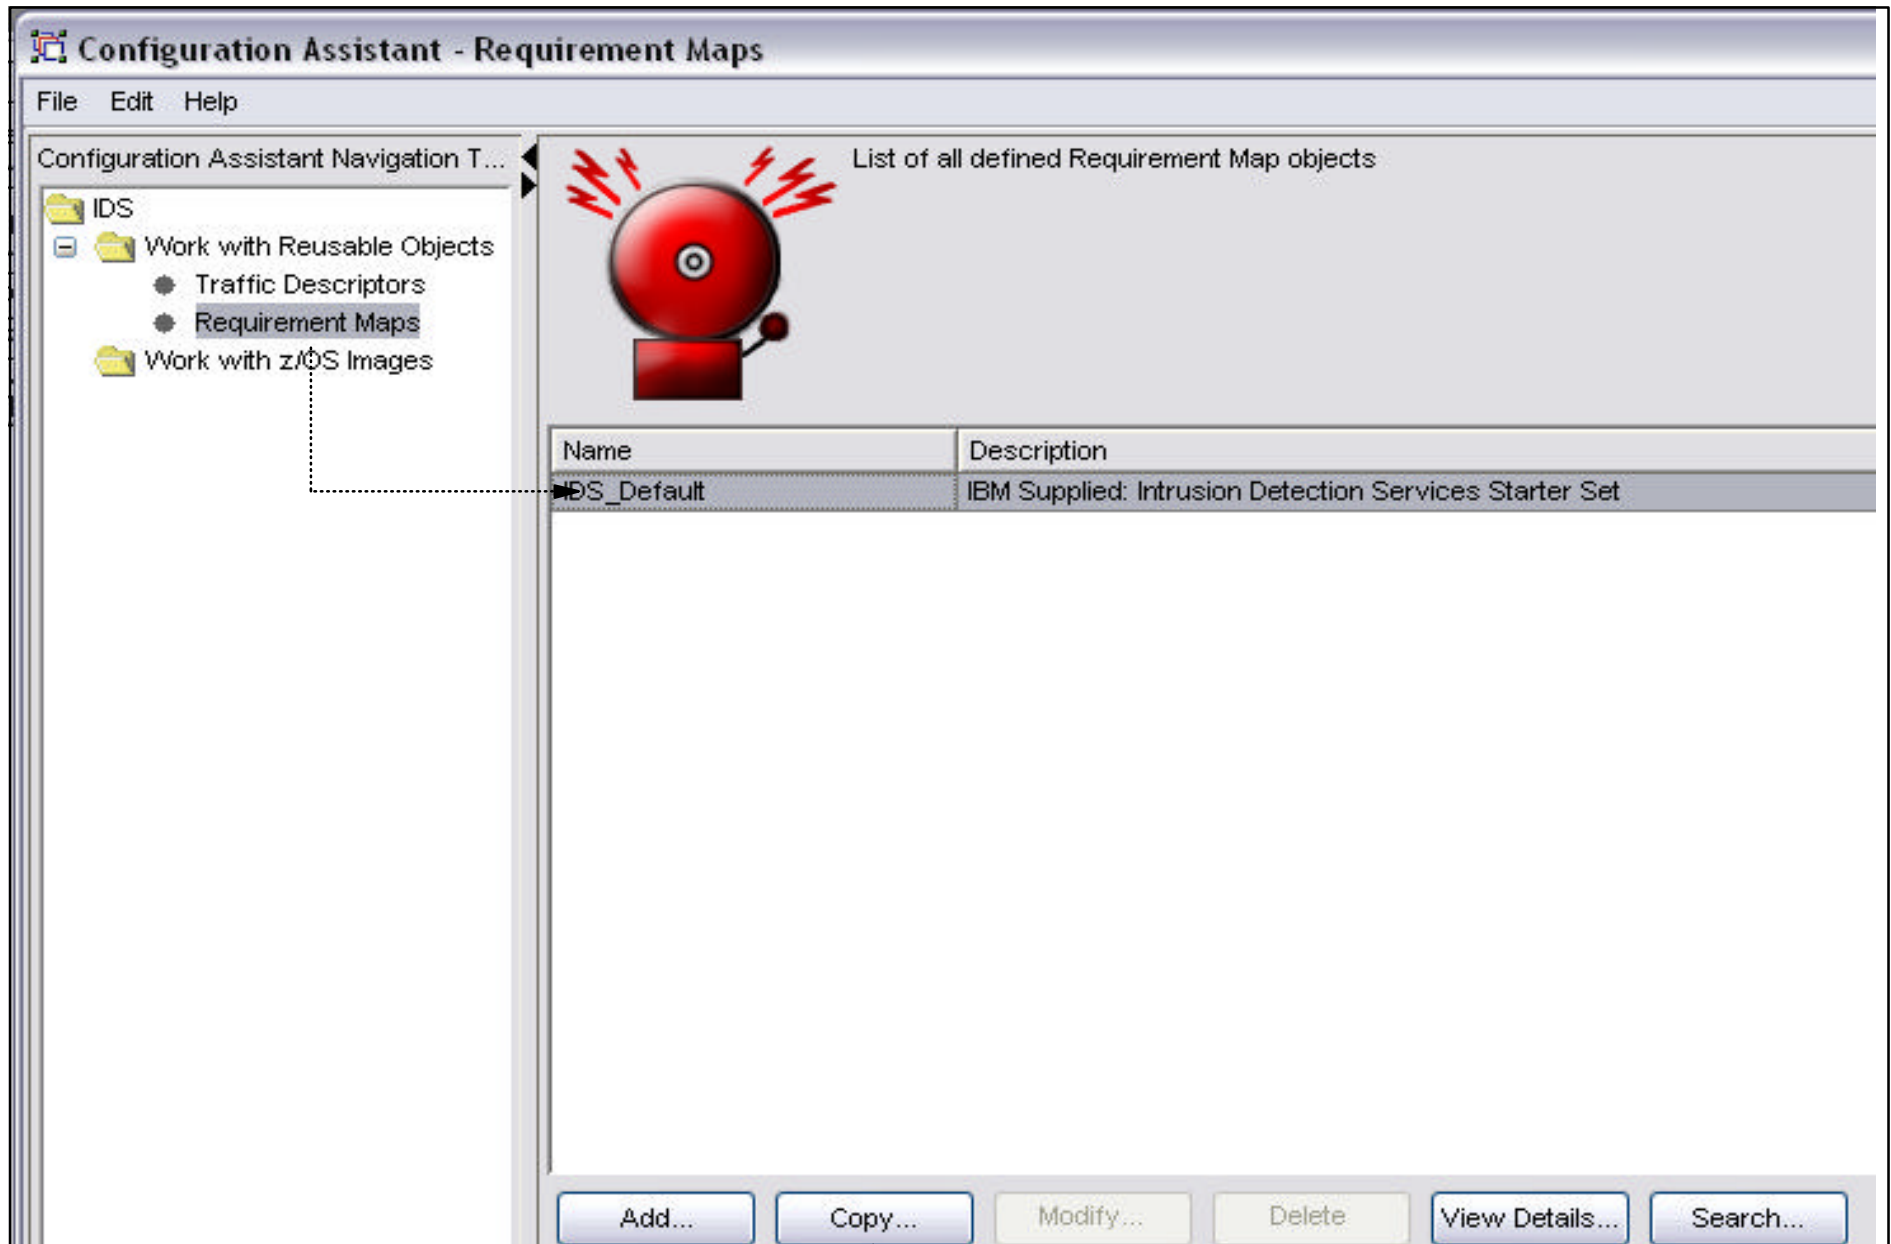 Configuration Assistant - Requirement Maps
File Edit Help
Configuration Assistant Navigation T...
IDS
Work with Reusable Objects
Traffic Descriptors
Requirement Maps
Work with z/OS Images
List of all defined Requirement Map objects
Name Description
IDS_Default IBM Supplied: Intrusion Detection Services Starter Set
Add... Copy... Modify... Delete View Details... Search...